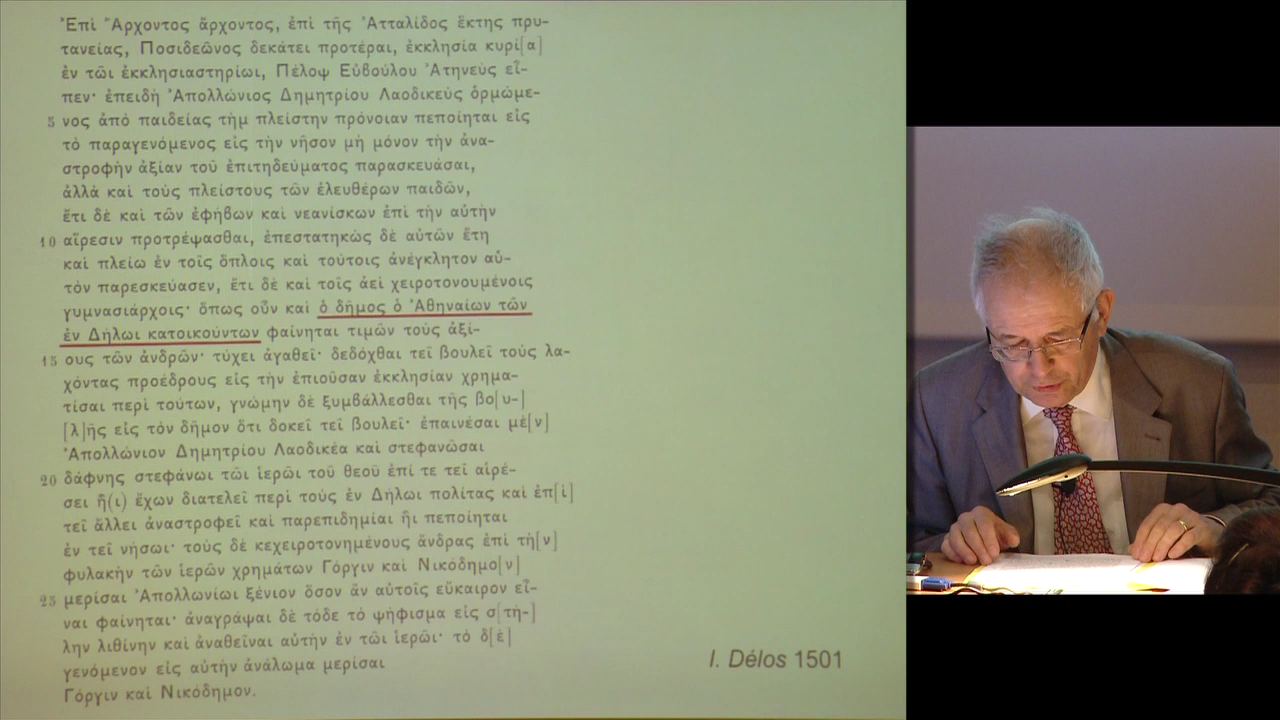 Ἐπὶ Ἄρχοντος ἄρχοντος, ἐπὶ τῆς Ἀτταλίδος ἕκτης πρυ-
τανείας, Ποσιδεῶνος δεκάτει προτέραι, ἐκκλησία κυρί[α]
ἐν τῶι ἐκκλησιαστηρίωι, Πέλοψ Εὐβούλου Ἀτηνεὺς εἶ-
πεν· ἐπειδὴ Ἀπολλώνιος Δημητρίου Λαοδικεὺς ὁρμώμε-
5 νος ἀπὸ παιδείας τὴμ πλείστην πρόνοιαν πεποίηται εἰς
τὸ παραγενόμενος εἰς τὴν νῆσον μὴ μόνον τὴν ἀνα-
στροφὴν ἀξίαν τοῦ ἐπιτηδεύματος παρασκευάσαι,
ἀλλὰ καὶ τοὺς πλείστους τῶν ἐλευθέρων παιδῶν,
ἔτι δὲ καὶ τῶν ἐφήβων καὶ νεανίσκων ἐπὶ τὴν αὐτὴν
10 αἵρεσιν προτρέψασθαι, ἐπεστατηκὼς δὲ αὐτῶν ἔτη
καὶ πλείω ἐν τοῖς ὅπλοις καὶ τούτοις ἀνέγκλητον αὑ-
τὸν παρεσκεύασεν, ἔτι δὲ καὶ τοῖς ἀεὶ χειροτονουμένοις
γυμνασιάρχοις· ὅπως οὖν καὶ ὁ δῆμος ὁ Ἀθηναίων τῶν
ἐν Δήλωι κατοικούντων φαίνηται τιμῶν τοὺς ἀξί-
15 ους τῶν ἀνδρῶν· τύχει ἀγαθεῖ· δεδόχθαι τεῖ βουλεῖ τοὺς λα-
χόντας προέδρους εἰς τὴν ἐπιοῦσαν ἐκκλησίαν χρημα-
τίσαι περὶ τούτων, γνώμην δὲ ξυμβάλλεσθαι τῆς βο[υ-]
[λ]ῆς εἰς τὸν δῆμον ὅτι δοκεῖ τεῖ βουλεῖ· ἐπαινέσαι μὲ[ν]
Ἀπολλώνιον Δημητρίου Λαοδικέα καὶ στεφανῶσαι
20 δάφνης στεφάνωι τῶι ἱερῶι τοῦ θεοῦ ἐπί τε τεῖ αἱρέ-
σει ἧ(ι) ἔχων διατελεῖ περὶ τοὺς ἐν Δήλωι πολίτας καὶ ἐπ[ὶ]
τεῖ ἄλλει ἀναστροφεῖ καὶ παρεπιδημίαι ἧι πεποίηται
ἐν τεῖ νήσωι· τοὺς δὲ κεχειροτονημένους ἄνδρας ἐπὶ τὴ[ν]
φυλακὴν τῶν ἱερῶν χρημάτων Γόργιν καὶ Νικόδημο[ν]
25 μερίσαι Ἀπολλωνίωι ξένιον ὅσον ἂν αὐτοῖς εὔκαιρον εἶ-
ναι φαίνηται· ἀναγράψαι δὲ τόδε τὸ ψήφισμα εἰς σ[τή-]
λην λιθίνην καὶ ἀναθεῖναι αὐτὴν ἐν τῶι ἱερῶι· τὸ δ[ὲ]
γενόμενον εἰς αὐτὴν ἀνάλωμα μερίσαι
Γόργιν καὶ Νικόδημον.
I. Délos 1501